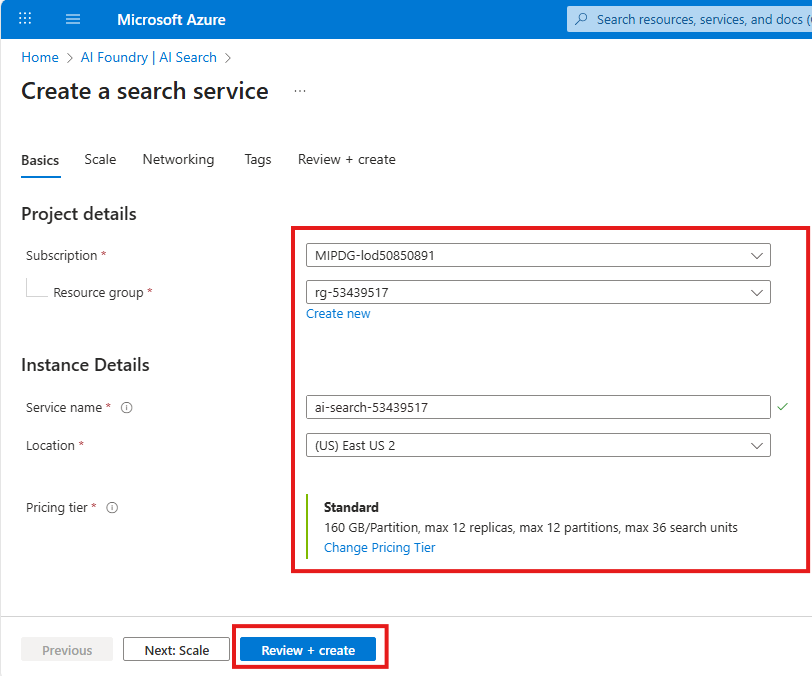 Microsoft Azure
Search resources, services, and docs (
Home > AI Foundry | AI Search >
Create a search service ...
Basics Scale Networking Tags Review + create
Project details
Subscription * MIPDG-lod50850891
Resource group * rg-53439517
Create new
Instance Details
Service name * ai-search-53439517
Location * (US) East US 2
Pricing tier * Standard
160 GB/Partition, max 12 replicas, max 12 partitions, max 36 search units
Change Pricing Tier
Previous Next: Scale Review + create